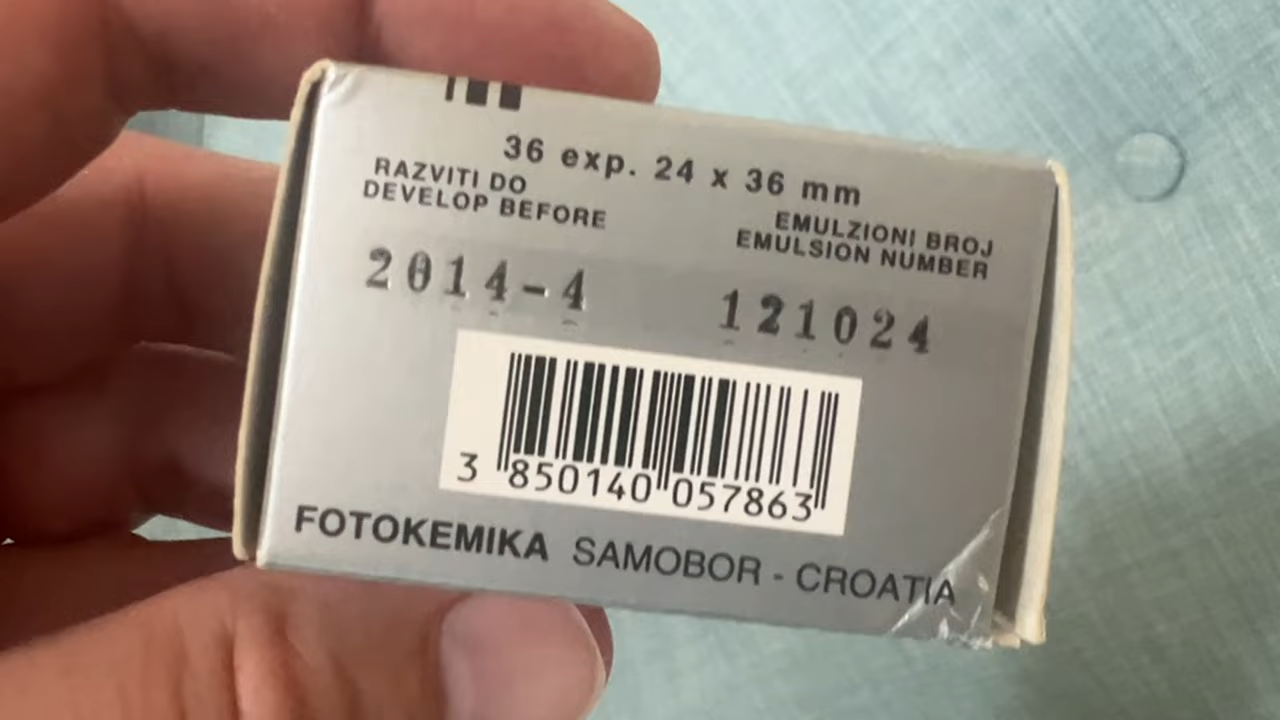 36 exp. 24 x 36 mm
RAZVITI DO
DEVELOP BEFORE
EMULZIONI BROJ
EMULSION NUMBER
2014-4
121024
3 850140 057863
FOTOKEMIKA SAMOBOR - CROATIA